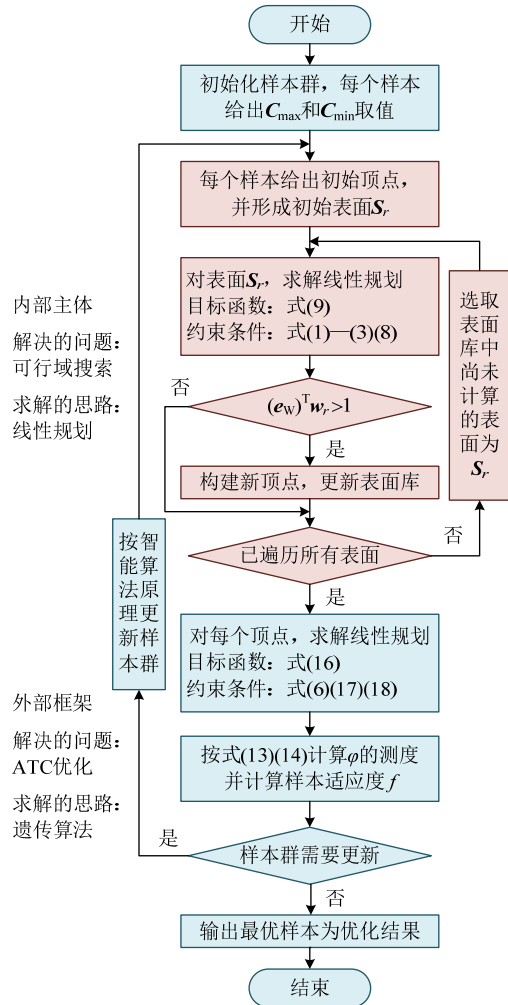 开始
初始化样本群，每个样本
给出Cmax和Cmin取值
每个样本给出初始顶点，
并形成初始表面Sr
对表面Sr，求解线性规划
目标函数：式(9)
约束条件：式(1)—(3)(8)
选取
表面
库中
尚未
计算
的表
面为
Sr
内部主体
解决的问题：
可行域搜索
求解的思路：
线性规划
否
(eW)ᵀwr>1
是
构建新顶点，更新表面库
已遍历所有表面
否
是
按智
能算
法原
理更
新样
本群
对每个顶点，求解线性规划
目标函数：式(16)
约束条件：式(6)(17)(18)
外部框架
解决的问题：
ATC优化
求解的思路：
遗传算法
按式(13)(14)计算φ的测度
并计算样本适应度f
是
样本群需要更新
否
输出最优样本为优化结果
结束